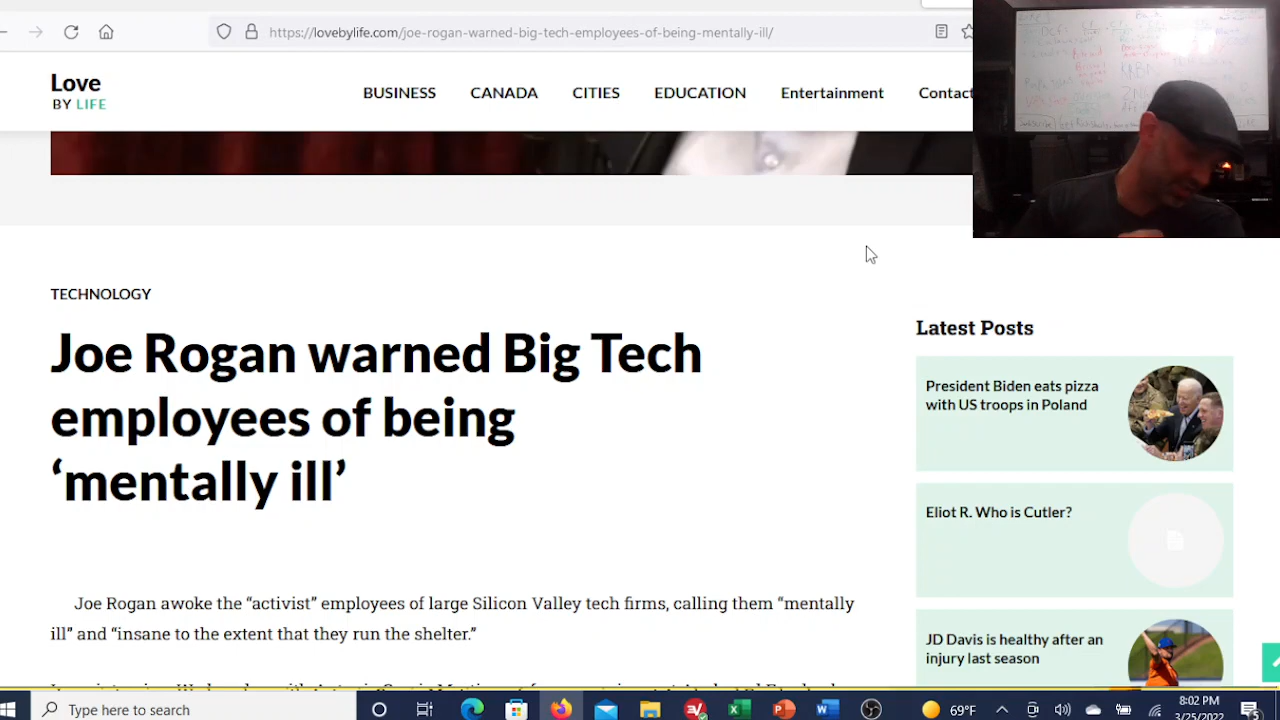 https://lovebylife.com/joe-rogan-warned-big-tech-employees-of-being-mentally-ill/
Love
BY LIFE
BUSINESS CANADA CITIES EDUCATION Entertainment Contact
TECHNOLOGY
Joe Rogan warned Big Tech
employees of being
‘mentally ill’
Joe Rogan awoke the “activist” employees of large Silicon Valley tech firms, calling them “mentally
ill” and “insane to the extent that they run the shelter.”
Latest Posts
President Biden eats pizza
with US troops in Poland
Eliot R. Who is Cutler?
JD Davis is healthy after an
injury last season
Type here to search
69°F
8:02 PM
3/25/2022